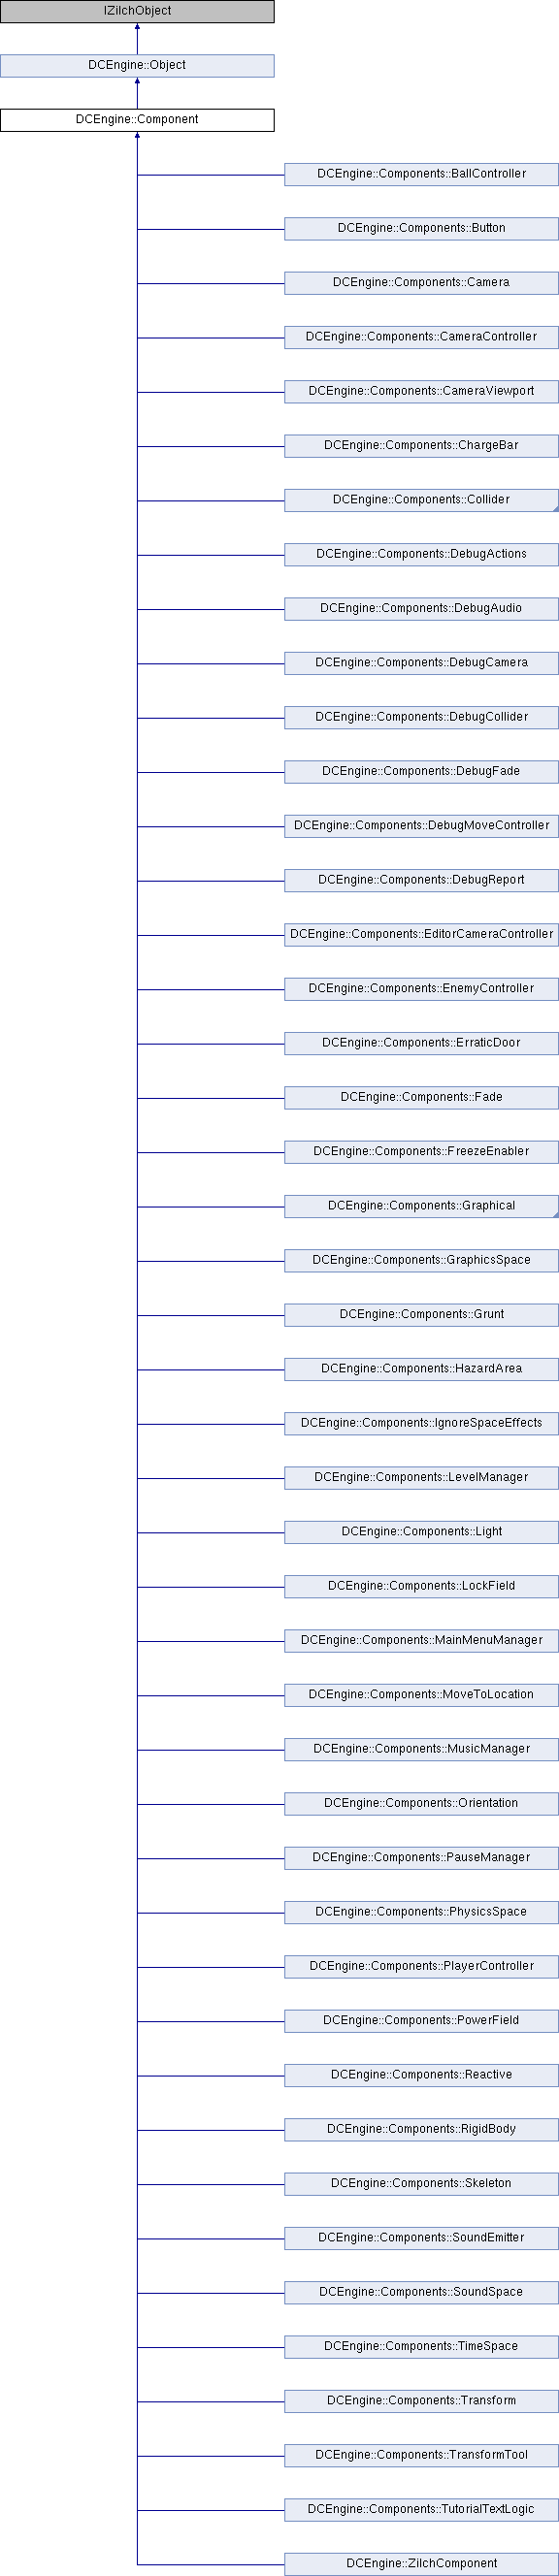 IZilchObject
DCEngine::Object
DCEngine::Component
DCEngine::Components::BallController
DCEngine::Components::Button
DCEngine::Components::Camera
DCEngine::Components::CameraController
DCEngine::Components::CameraViewport
DCEngine::Components::ChargeBar
DCEngine::Components::Collider
DCEngine::Components::DebugActions
DCEngine::Components::DebugAudio
DCEngine::Components::DebugCamera
DCEngine::Components::DebugCollider
DCEngine::Components::DebugFade
DCEngine::Components::DebugMoveController
DCEngine::Components::DebugReport
DCEngine::Components::EditorCameraController
DCEngine::Components::EnemyController
DCEngine::Components::ErraticDoor
DCEngine::Components::Fade
DCEngine::Components::FreezeEnabler
DCEngine::Components::Graphical
DCEngine::Components::GraphicsSpace
DCEngine::Components::Grunt
DCEngine::Components::HazardArea
DCEngine::Components::IgnoreSpaceEffects
DCEngine::Components::LevelManager
DCEngine::Components::Light
DCEngine::Components::LockField
DCEngine::Components::MainMenuManager
DCEngine::Components::MoveToLocation
DCEngine::Components::MusicManager
DCEngine::Components::Orientation
DCEngine::Components::PauseManager
DCEngine::Components::PhysicsSpace
DCEngine::Components::PlayerController
DCEngine::Components::PowerField
DCEngine::Components::Reactive
DCEngine::Components::RigidBody
DCEngine::Components::Skeleton
DCEngine::Components::SoundEmitter
DCEngine::Components::SoundSpace
DCEngine::Components::TimeSpace
DCEngine::Components::Transform
DCEngine::Components::TransformTool
DCEngine::Components::TutorialTextLogic
DCEngine::ZilchComponent